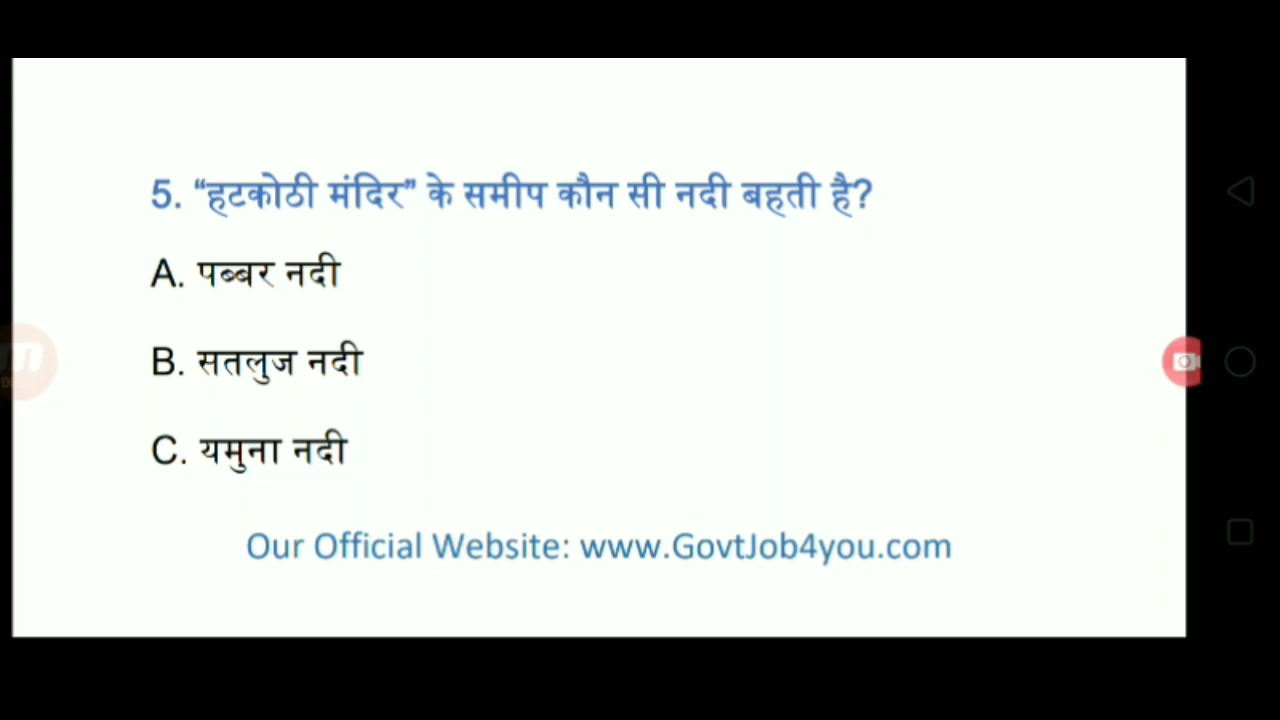 5. “हटकोठी मंदिर” के समीप कौन सी नदी बहती है?
A. पब्बर नदी
B. सतलुज नदी
C. यमुना नदी
Our Official Website: www.GovtJob4you.com